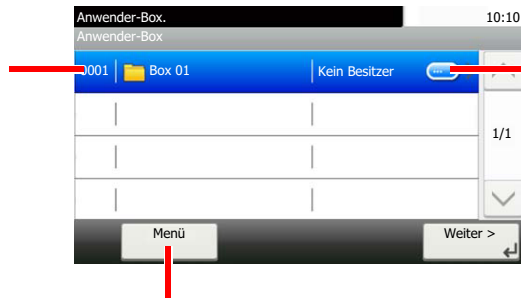 Anwender-Box. 10:10
Anwender-Box
0001 Box 01 Kein Besitzer ...
1/1
Menü Weiter >